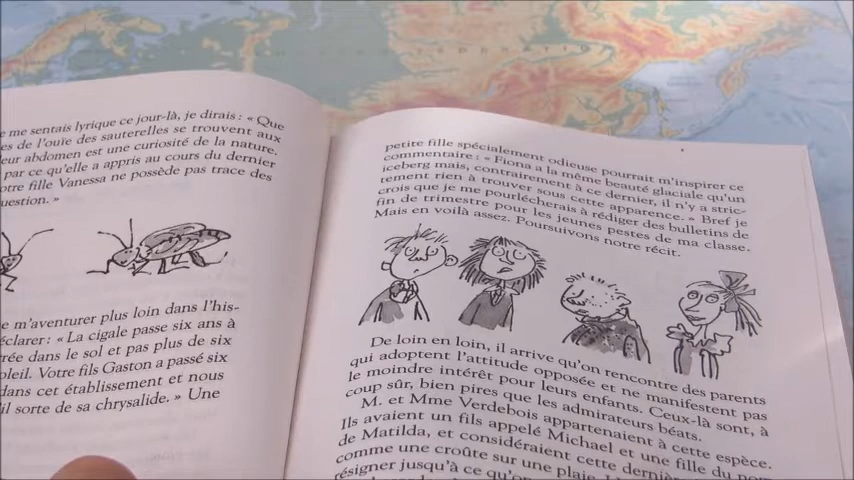 e me sentais lyrique ce jour-là, je dirais : « Que
es de l'ouïe des sauterelles se trouvent aux
eur abdomen est une curiosité de la nature.
par ce qu'elle a appris au cours du dernier
otre fille Vanessa ne possède pas trace des
uestion. »
e m'aventurer plus loin dans l'his-
éclarer : « La cigale passe six ans à
rée dans le sol et pas plus de six
oleil. Votre fils Gaston a passé six
dans cet établissement et nous
'il sorte de sa chrysalide. » Une
petite fille spécialement odieuse pourrait m'inspirer ce
commentaire : « Fiona a la même beauté glaciale qu'un
iceberg mais, contrairement à ce dernier, il n'y a stric-
tement rien à trouver sous cette apparence. » Bref je
crois que je me pourlécherais à rédiger des bulletins de
fin de trimestre pour les jeunes pestes de ma classe.
Mais en voilà assez. Poursuivons notre récit.
De loin en loin, il arrive qu'on rencontre des parents
qui adoptent l'attitude opposée et ne manifestent pas
le moindre intérêt pour leurs enfants. Ceux-là sont, à
coup sûr, bien pires que les admirateurs béats.
M. et Mme Verdebois appartenaient à cette espèce.
Ils avaient un fils appelé Michael et une fille du nom
de Matilda, et considéraient cette dernière
comme une croûte sur une plaie.
résigner jusqu'à ce qu'on